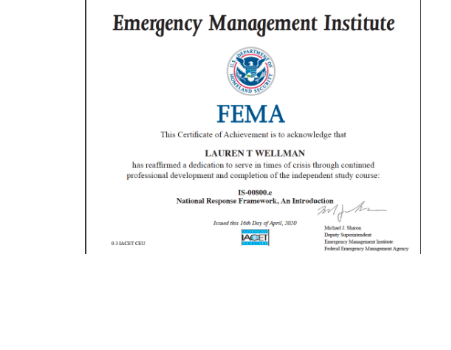 Emergency Management Institute
U.S. DEPARTMENT OF HOMELAND SECURITY
FEMA
This Certificate of Achievement is to acknowledge that
LAUREN T WELLMAN
has reaffirmed a dedication to serve in times of crisis through continued
professional development and completion of the independent study course:
IS-00800.e
National Response Framework, An Introduction
Issued this 16th Day of April, 2020
IACET
0.3 IACET CEU
Michael J. Sharon
Deputy Superintendent
Emergency Management Institute
Federal Emergency Management Agency